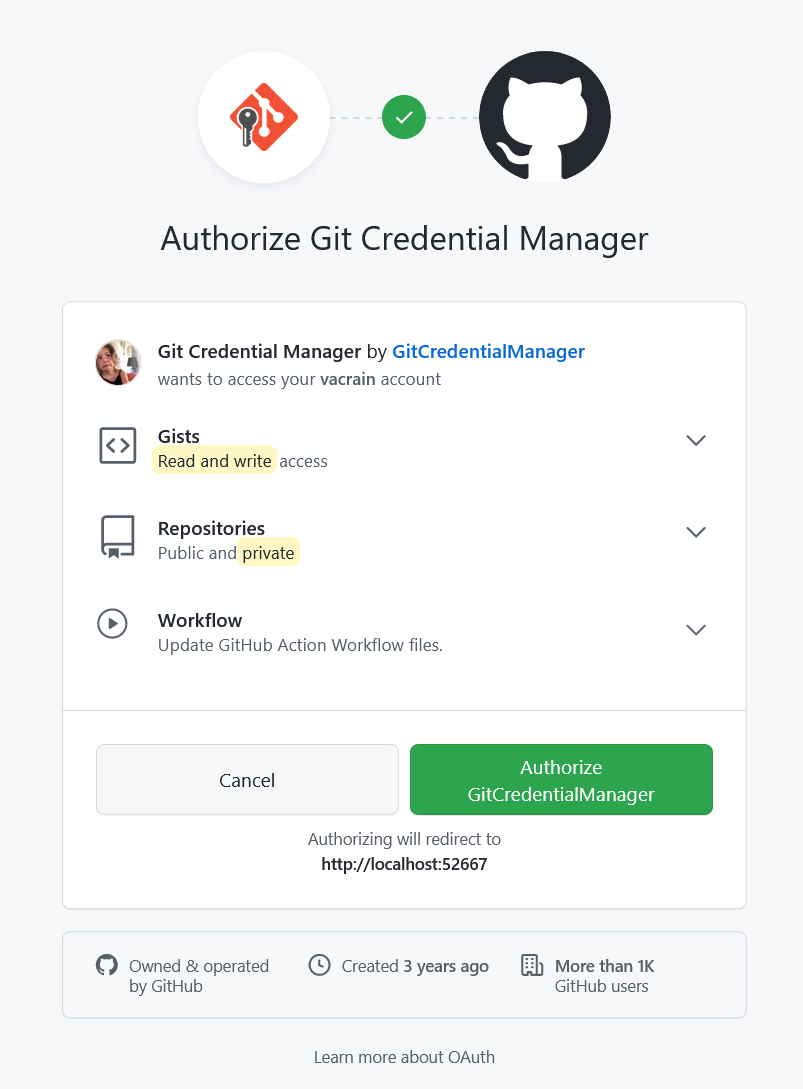 Authorize Git Credential Manager
Git Credential Manager by GitCredentialManager
wants to access your vacrain account
Gists
Read and write access
Repositories
Public and private
Workflow
Update GitHub Action Workflow files.
Cancel
Authorize
GitCredentialManager
Authorizing will redirect to
http://localhost:52667
Owned & operated
by GitHub
Created 3 years ago
More than 1K
GitHub users
Learn more about OAuth